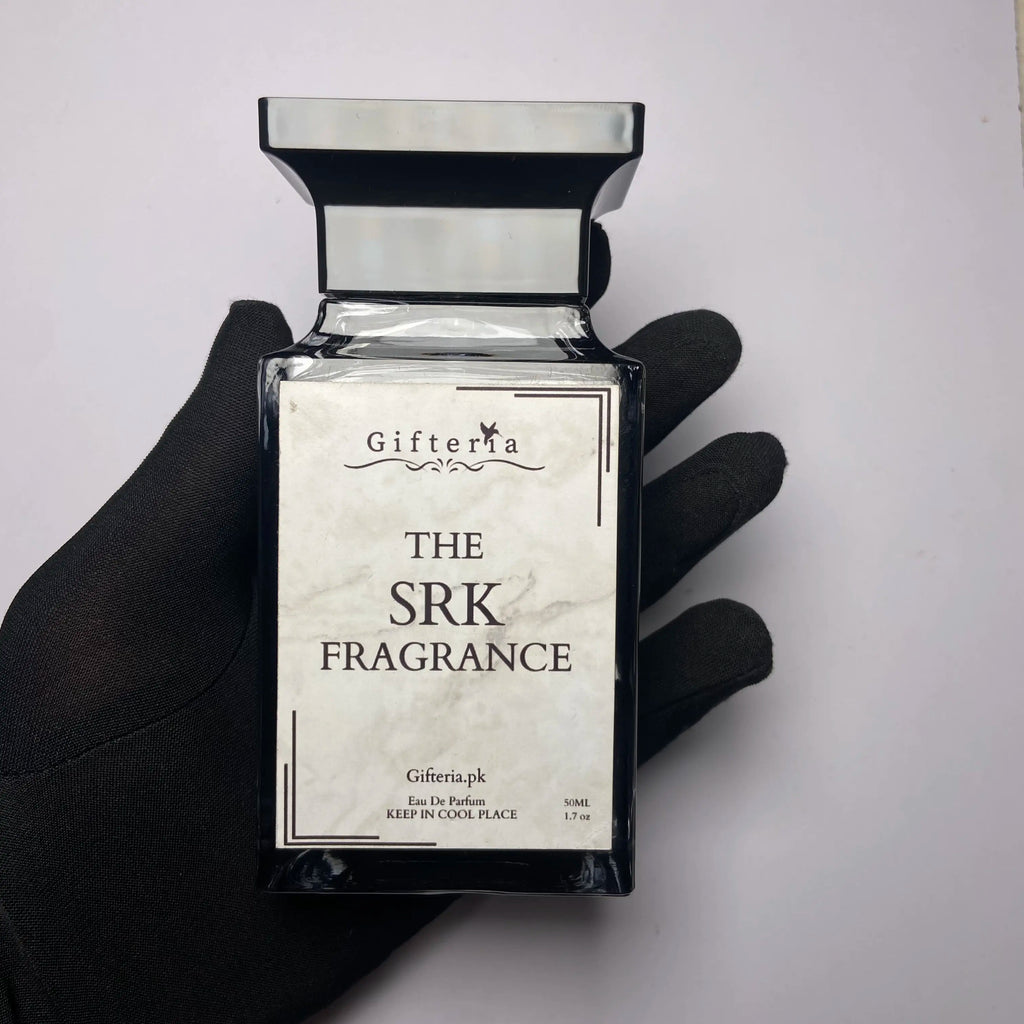 Gifteria
THE
SRK
FRAGRANCE
Gifteria.pk
Eau De Parfum
KEEP IN COOL PLACE
50ML
1.7 oz